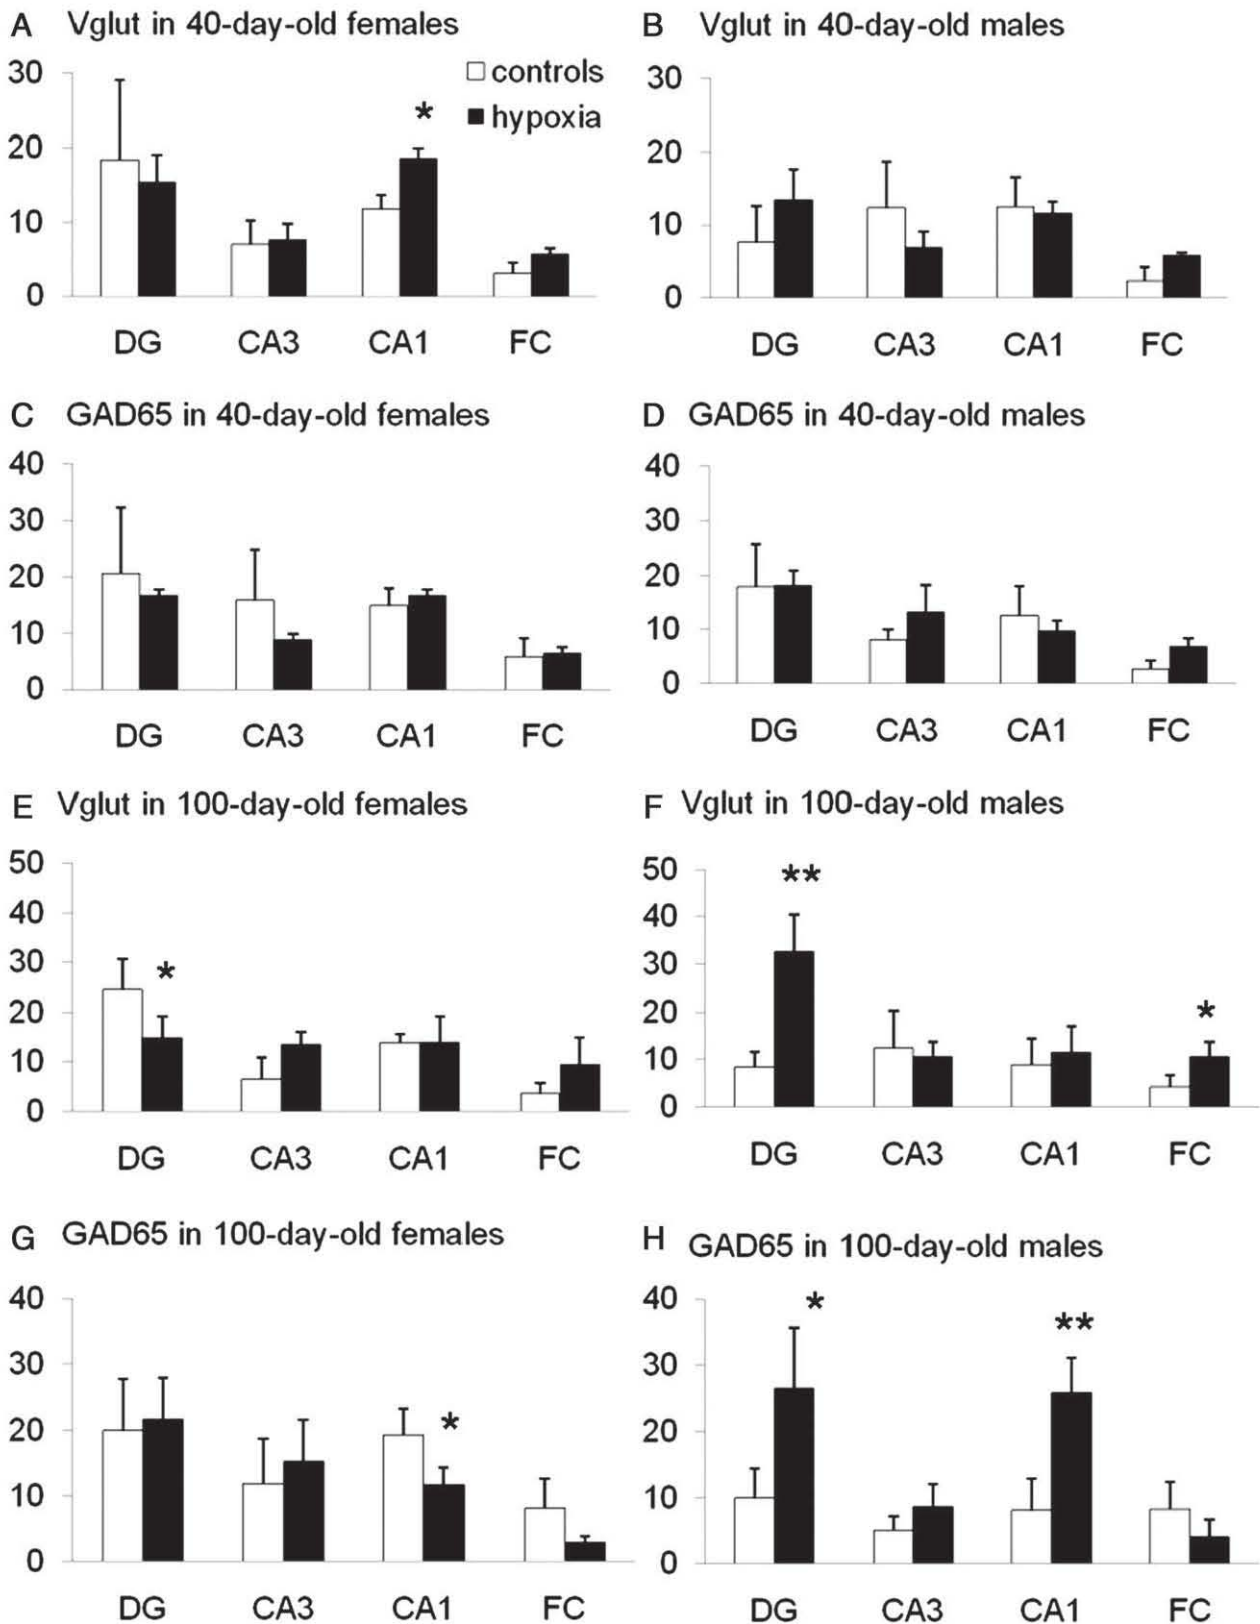 A Vglut in 40-day-old females
30
20
10
0
□ controls
■ hypoxia
*
DG CA3 CA1 FC
B Vglut in 40-day-old males
30
20
10
0
DG CA3 CA1 FC
C GAD65 in 40-day-old females
40
30
20
10
0
DG CA3 CA1 FC
D GAD65 in 40-day-old males
40
30
20
10
0
DG CA3 CA1 FC
E Vglut in 100-day-old females
50
40
30
20
10
0
*
DG CA3 CA1 FC
F Vglut in 100-day-old males
50
40
30
20
10
0
**
*
DG CA3 CA1 FC
G GAD65 in 100-day-old females
40
30
20
10
0
*
DG CA3 CA1 FC
H GAD65 in 100-day-old males
40
30
20
10
0
*
**
DG CA3 CA1 FC